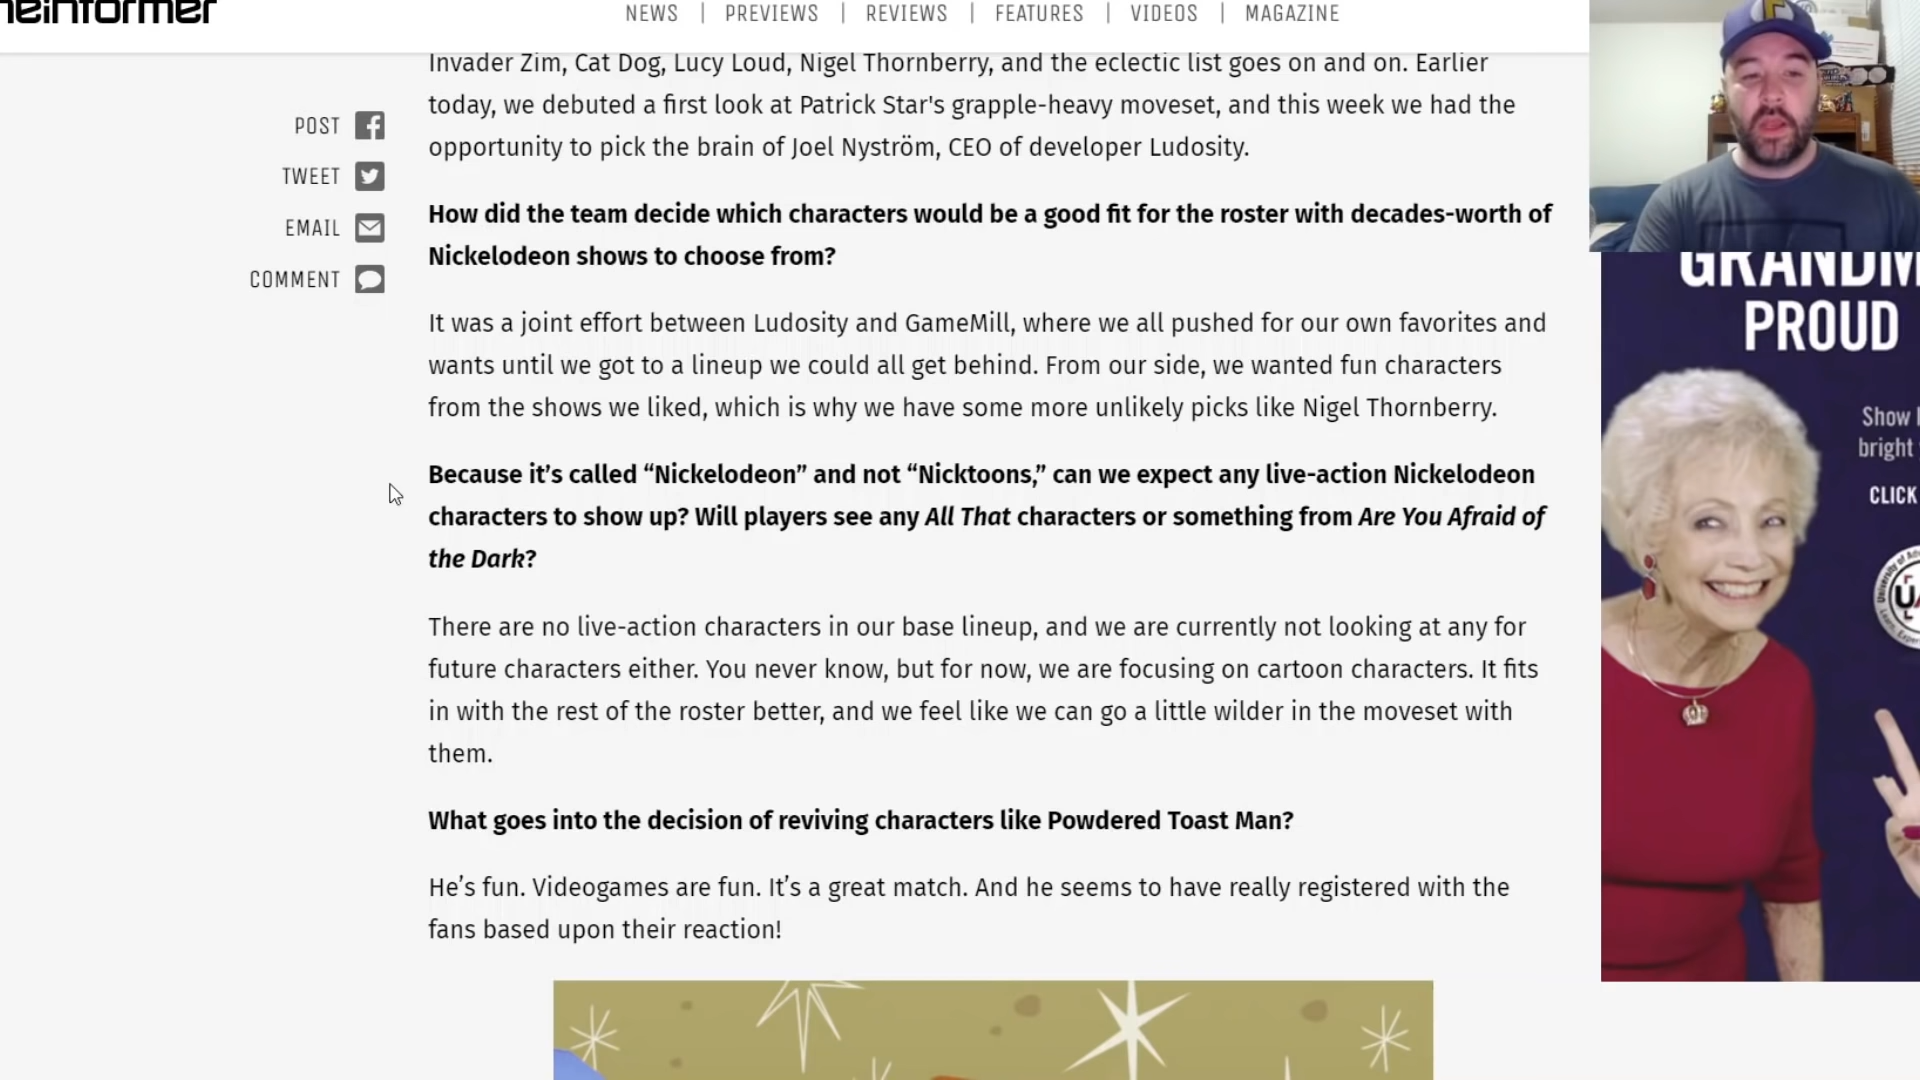 NEWS | PREVIEWS | REVIEWS | FEATURES | VIDEOS | MAGAZINE
Invader Zim, Cat Dog, Lucy Loud, Nigel Thornberry, and the eclectic list goes on and on. Earlier
today, we debuted a first look at Patrick Star's grapple-heavy moveset, and this week we had the
opportunity to pick the brain of Joel Nyström, CEO of developer Ludosity.
POST
TWEET
EMAIL
COMMENT
How did the team decide which characters would be a good fit for the roster with decades-worth of
Nickelodeon shows to choose from?
It was a joint effort between Ludosity and GameMill, where we all pushed for our own favorites and
wants until we got to a lineup we could all get behind. From our side, we wanted fun characters
from the shows we liked, which is why we have some more unlikely picks like Nigel Thornberry.
Because it’s called “Nickelodeon” and not “Nicktoons,” can we expect any live-action Nickelodeon
characters to show up? Will players see any All That characters or something from Are You Afraid of
the Dark?
There are no live-action characters in our base lineup, and we are currently not looking at any for
future characters either. You never know, but for now, we are focusing on cartoon characters. It fits
in with the rest of the roster better, and we feel like we can go a little wilder in the moveset with
them.
What goes into the decision of reviving characters like Powdered Toast Man?
He’s fun. Videogames are fun. It’s a great match. And he seems to have really registered with the
fans based upon their reaction!
PROUD
Show
bright
CLICK